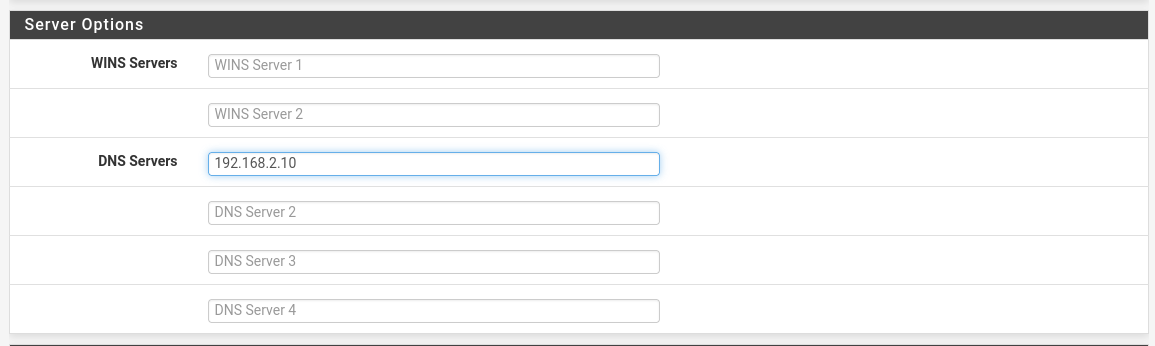 Server Options
WINS Servers
WINS Server 1
WINS Server 2
DNS Servers
192.168.2.10
DNS Server 2
DNS Server 3
DNS Server 4